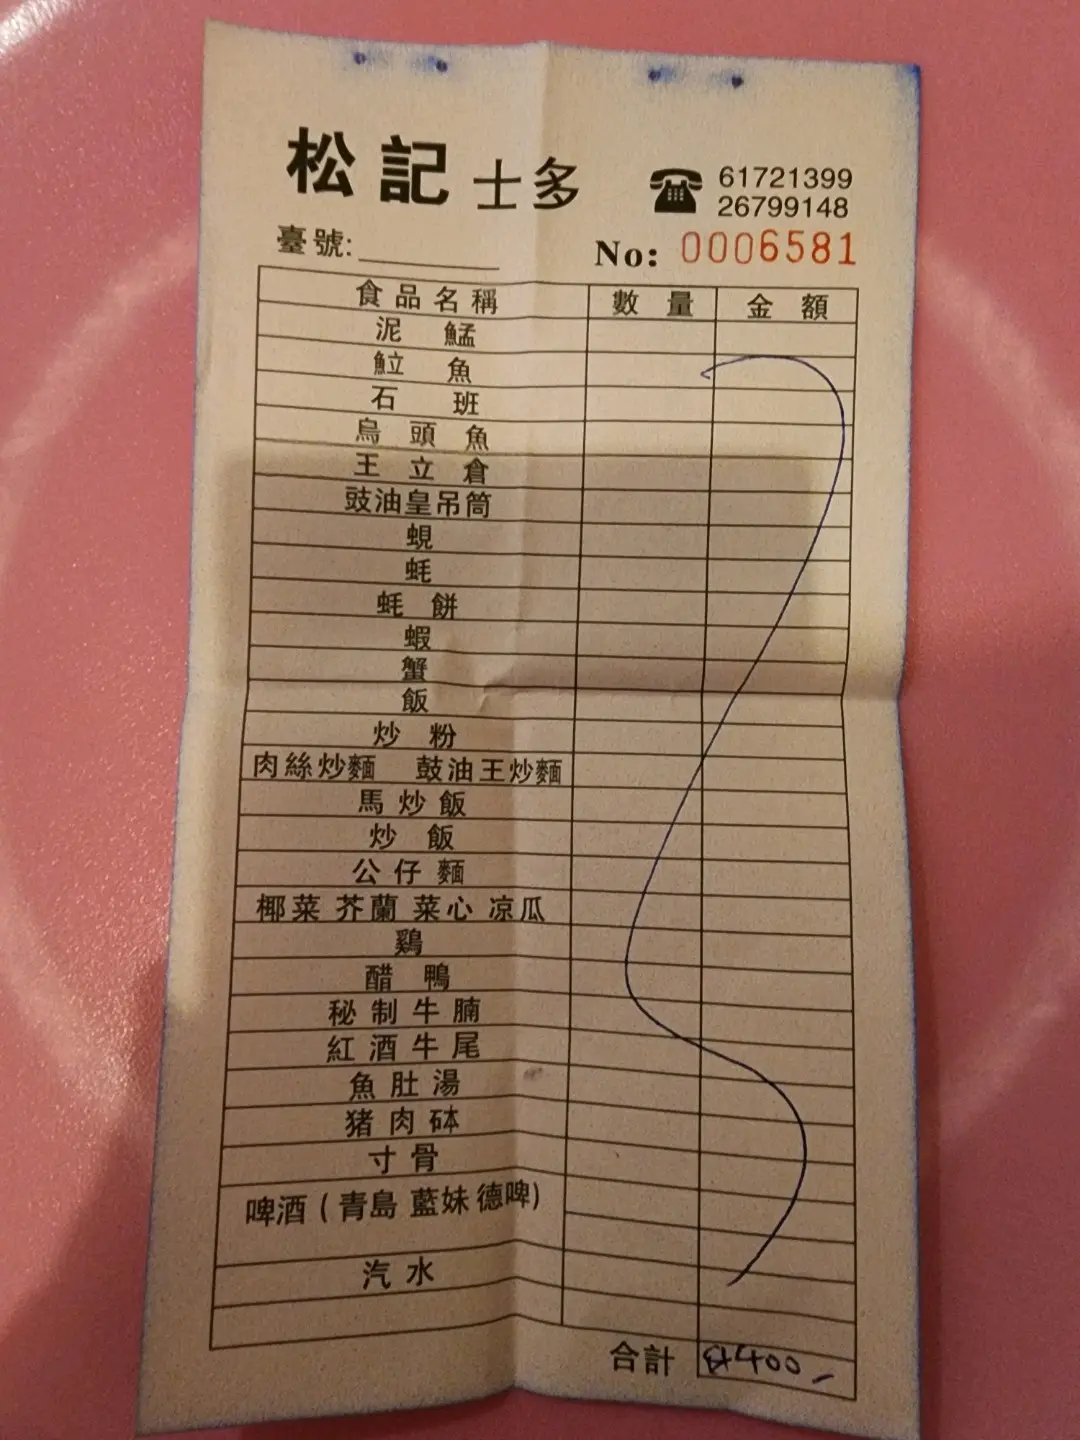 松記 士多
61721399
26799148
臺號:
No: 0006581
食品名稱 數量 金額
泥鯭
䱊魚
石班
烏頭魚
王立倉
豉油皇吊筒
蜆
蚝
蚝餅
蝦
蟹
飯
炒粉
肉絲炒麵 鼓油王炒麵
馬炒飯
炒飯
公仔麵
椰菜 芥蘭 菜心 凉瓜
鷄
醋鴨
秘制牛腩
紅酒牛尾
魚肚湯
猪肉砵
寸骨
啤酒(青島 藍妹 德啤)
汽水
合計